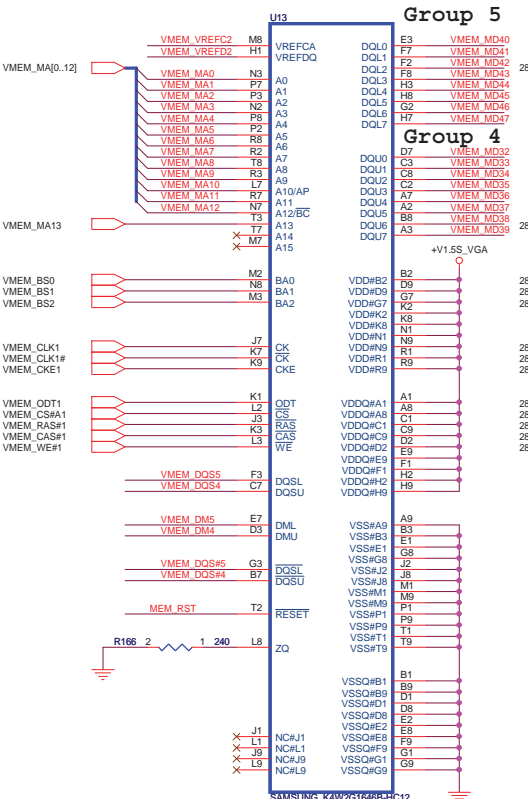 U13
Group 5
VMEM_VREFC2 M8 VREFCA
VMEM_VREFD2 H1 VREFDQ
VMEM_MA[0..12]
VMEM_MA0 N3 A0
VMEM_MA1 P7 A1
VMEM_MA2 P3 A2
VMEM_MA3 N2 A3
VMEM_MA4 P8 A4
VMEM_MA5 P2 A5
VMEM_MA6 R8 A6
VMEM_MA7 R2 A7
VMEM_MA8 T8 A8
VMEM_MA9 R3 A9
VMEM_MA10 L7 A10/AP
VMEM_MA11 R7 A11
VMEM_MA12 N7 A12/BC
VMEM_MA13 T3 A13
T7 A14
M7 A15
VMEM_BS0 M2 BA0
VMEM_BS1 N8 BA1
VMEM_BS2 M3 BA2
VMEM_CLK1 J7 CK
VMEM_CLK1# K7 CK
VMEM_CKE1 K9 CKE
VMEM_ODT1 K1 ODT
VMEM_CS#A1 L2 CS
VMEM_RAS#1 J3 RAS
VMEM_CAS#1 K3 CAS
VMEM_WE#1 L3 WE
VMEM_DQS5 F3 DQSL
VMEM_DQS4 C7 DQSU
VMEM_DM5 E7 DML
VMEM_DM4 D3 DMU
VMEM_DQS#5 G3 DQSL
VMEM_DQS#4 B7 DQSU
MEM_RST T2 RESET
R166 2 1 240 L8 ZQ
J1 NC#J1
L1 NC#L1
J9 NC#J9
L9 NC#L9
DQL0 E3 VMEM_MD40
DQL1 F7 VMEM_MD41
DQL2 F2 VMEM_MD42
DQL3 F8 VMEM_MD43
DQL4 H3 VMEM_MD44
DQL5 H8 VMEM_MD45
DQL6 G2 VMEM_MD46
DQL7 H7 VMEM_MD47
Group 4
DQU0 D7 VMEM_MD32
DQU1 C3 VMEM_MD33
DQU2 C8 VMEM_MD34
DQU3 C2 VMEM_MD35
DQU4 A7 VMEM_MD36
DQU5 A2 VMEM_MD37
DQU6 B8 VMEM_MD38
DQU7 A3 VMEM_MD39
+V1.5S_VGA
VDD#B2 B2
VDD#D9 D9
VDD#G7 G7
VDD#K2 K2
VDD#K8 K8
VDD#N1 N1
VDD#N9 N9
VDD#R1 R1
VDD#R9 R9
VDDQ#A1 A1
VDDQ#A8 A8
VDDQ#C1 C1
VDDQ#C9 C9
VDDQ#D2 D2
VDDQ#E9 E9
VDDQ#F1 F1
VDDQ#H2 H2
VDDQ#H9 H9
VSS#A9 A9
VSS#B3 B3
VSS#E1 E1
VSS#G8 G8
VSS#J2 J2
VSS#J8 J8
VSS#M1 M1
VSS#M9 M9
VSS#P1 P1
VSS#P9 P9
VSS#T1 T1
VSS#T9 T9
VSSQ#B1 B1
VSSQ#B9 B9
VSSQ#D1 D1
VSSQ#D8 D8
VSSQ#E2 E2
VSSQ#E8 E8
VSSQ#F9 F9
VSSQ#G1 G1
VSSQ#G9 G9
SAMSUNG_K4W2G1646B-HC12